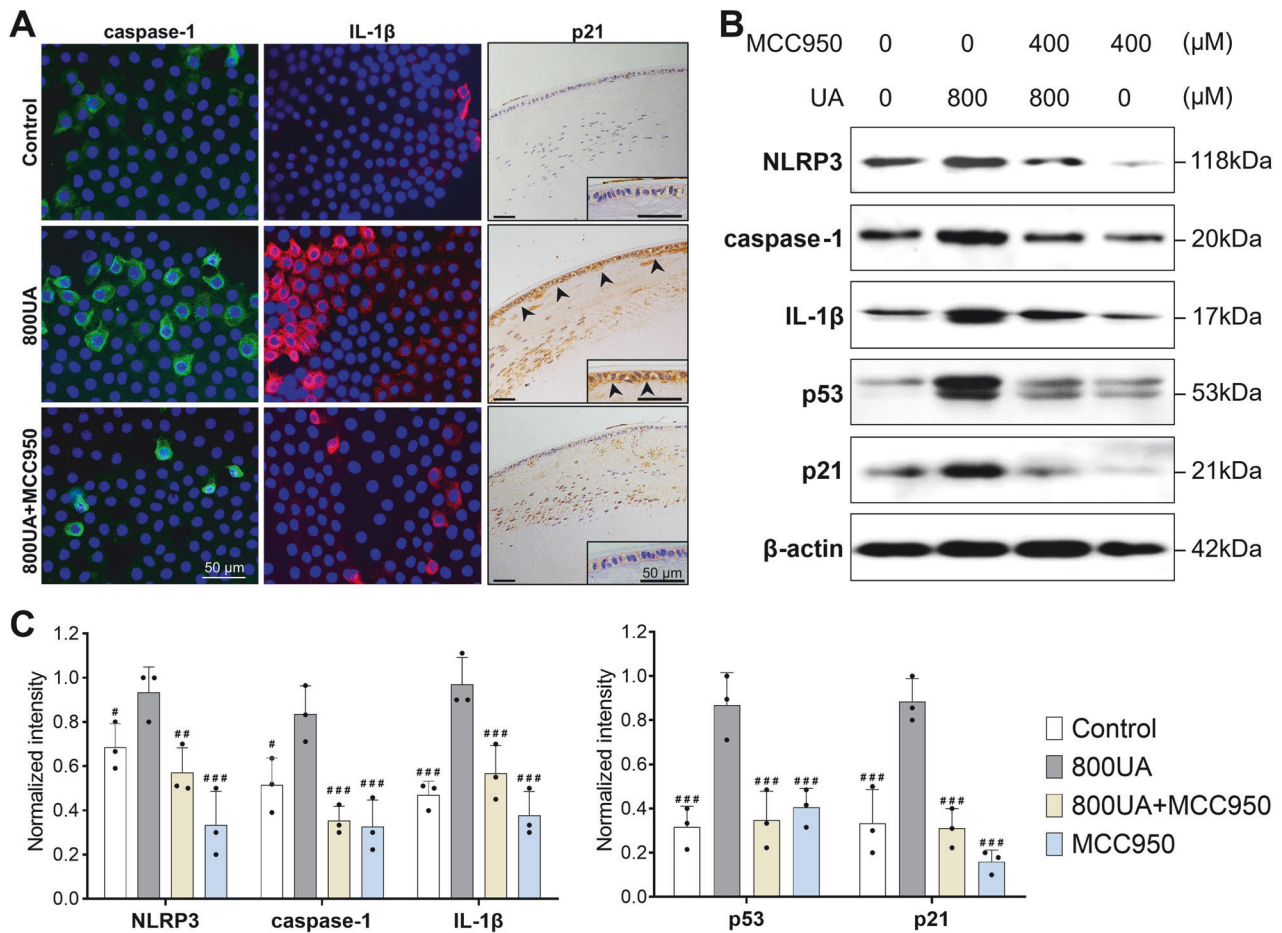 A
caspase-1
IL-1β
p21
Control
800UA
800UA+MCC950
50 µm
50 µm
B
MCC950 0 0 400 400 (µM)
UA 0 800 800 0 (µM)
NLRP3 118kDa
caspase-1 20kDa
IL-1β 17kDa
p53 53kDa
p21 21kDa
β-actin 42kDa
C
Normalized intensity
1.2
1.0
0.8
0.6
0.4
0.2
0.0
#
##
###
#
###
###
###
###
###
NLRP3 caspase-1 IL-1β
Normalized intensity
1.2
1.0
0.8
0.6
0.4
0.2
0.0
###
###
###
###
###
###
p53 p21
Control
800UA
800UA+MCC950
MCC950